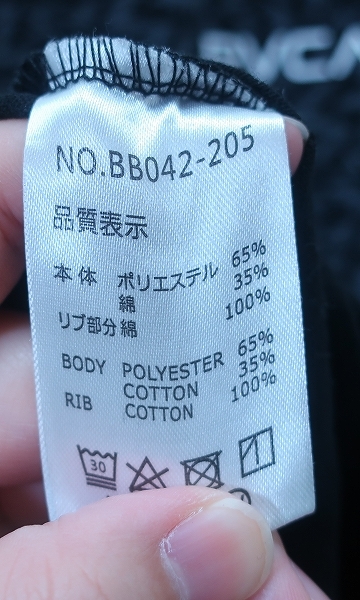 RVCA
NO.BB042-205
品質表示
本体 ポリエステル 65%
綿 35%
リブ部分 綿 100%
BODY POLYESTER 65%
COTTON 35%
RIB COTTON 100%
30